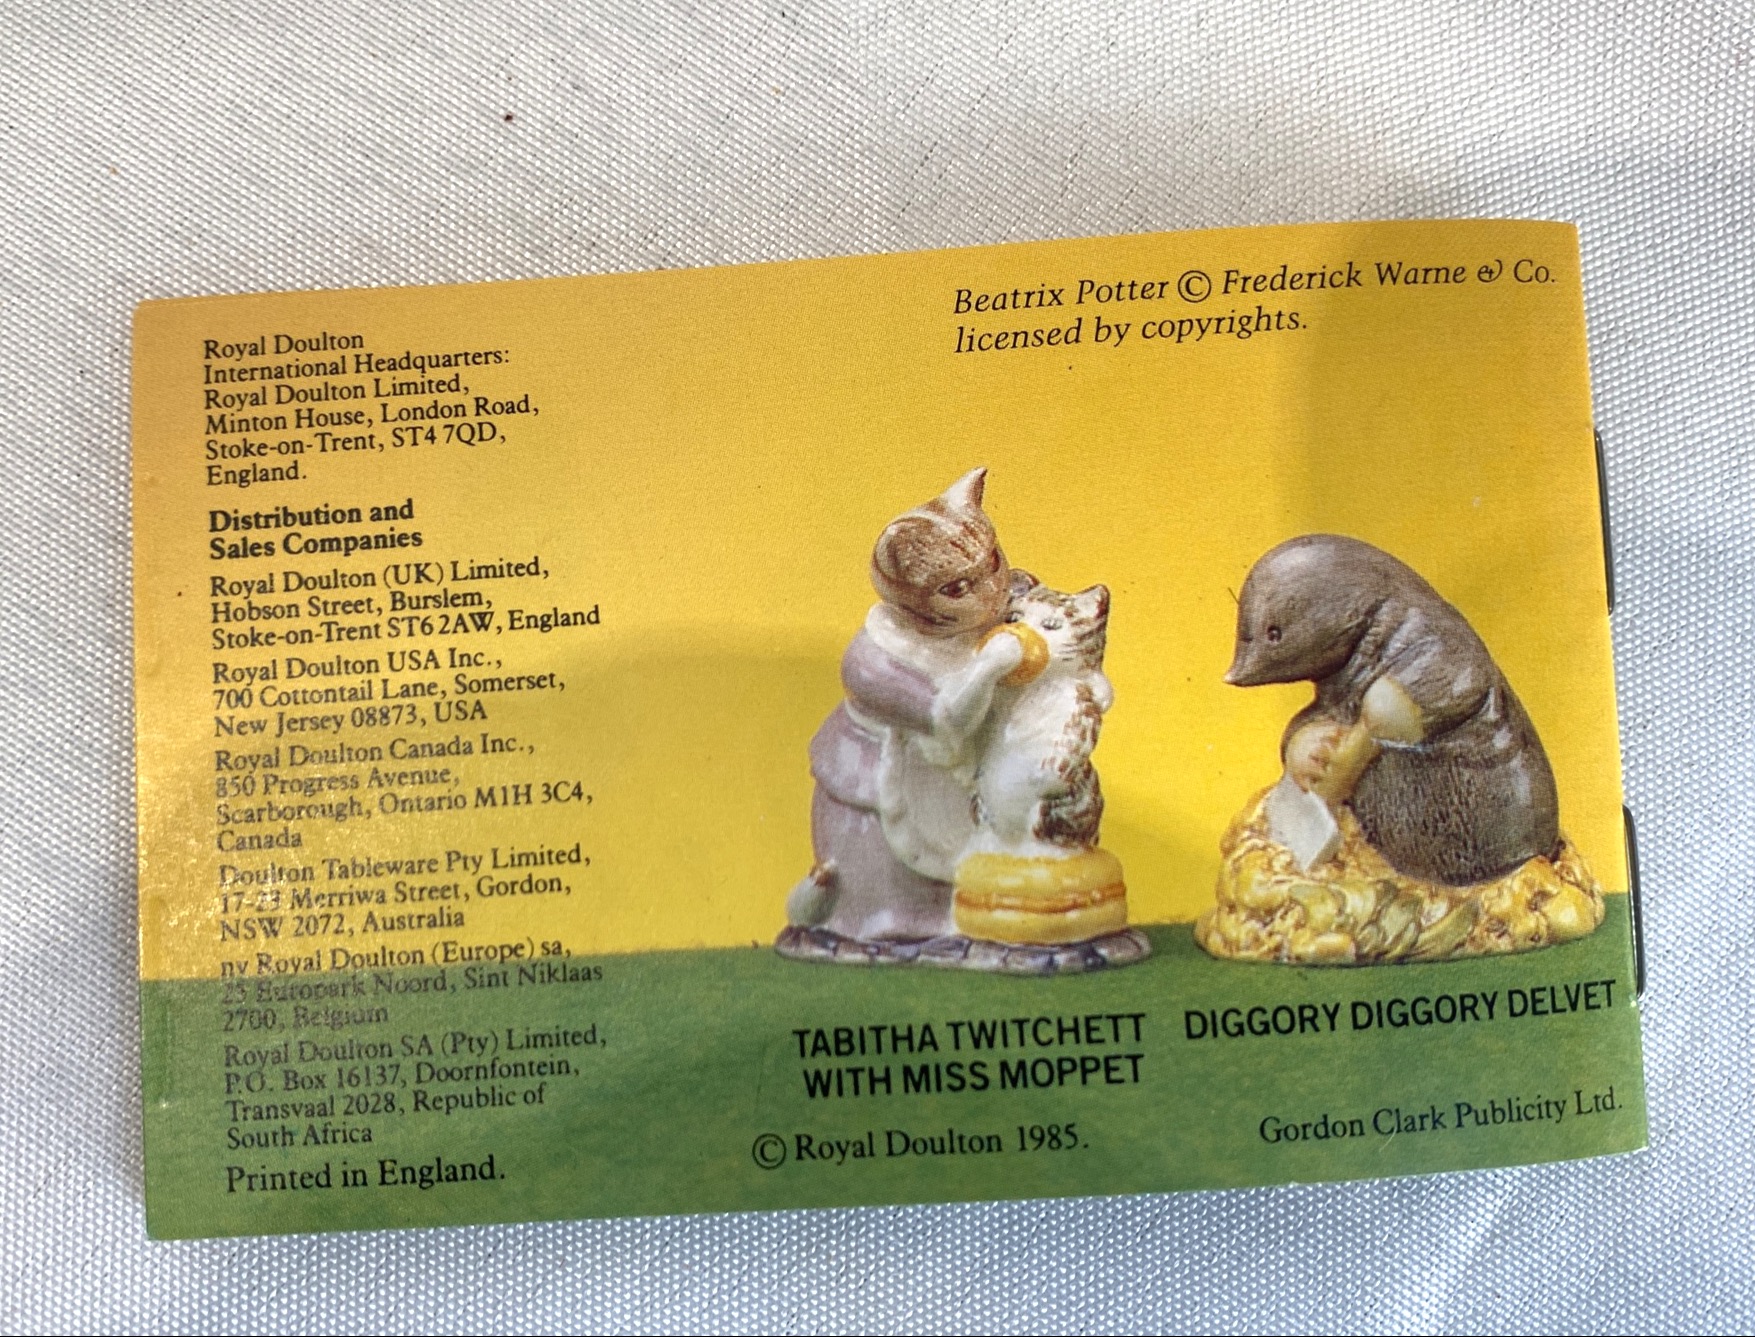 Royal Doulton
International Headquarters:
Royal Doulton Limited,
Minton House, London Road,
Stoke-on-Trent, ST4 7QD,
England.
Distribution and
Sales Companies
Royal Doulton (UK) Limited,
Hobson Street, Burslem,
Stoke-on-Trent ST6 2AW, England
Royal Doulton USA Inc.,
700 Cottontail Lane, Somerset,
New Jersey 08873, USA
Royal Doulton Canada Inc.,
850 Progress Avenue,
Scarborough, Ontario M1H 3C4,
Canada
Doulton Tableware Pty Limited,
17-23 Merriwa Street, Gordon,
NSW 2072, Australia
nv Royal Doulton (Europe) sa,
25 Europark Noord, Sint Niklaas
2700, Belgium
Royal Doulton SA (Pty) Limited,
P.O. Box 16137, Doornfontein,
Transvaal 2028, Republic of
South Africa
Printed in England.
Beatrix Potter © Frederick Warne & Co.
licensed by copyrights.
TABITHA TWITCHETT
WITH MISS MOPPET
DIGGORY DIGGORY DELVET
© Royal Doulton 1985.
Gordon Clark Publicity Ltd.